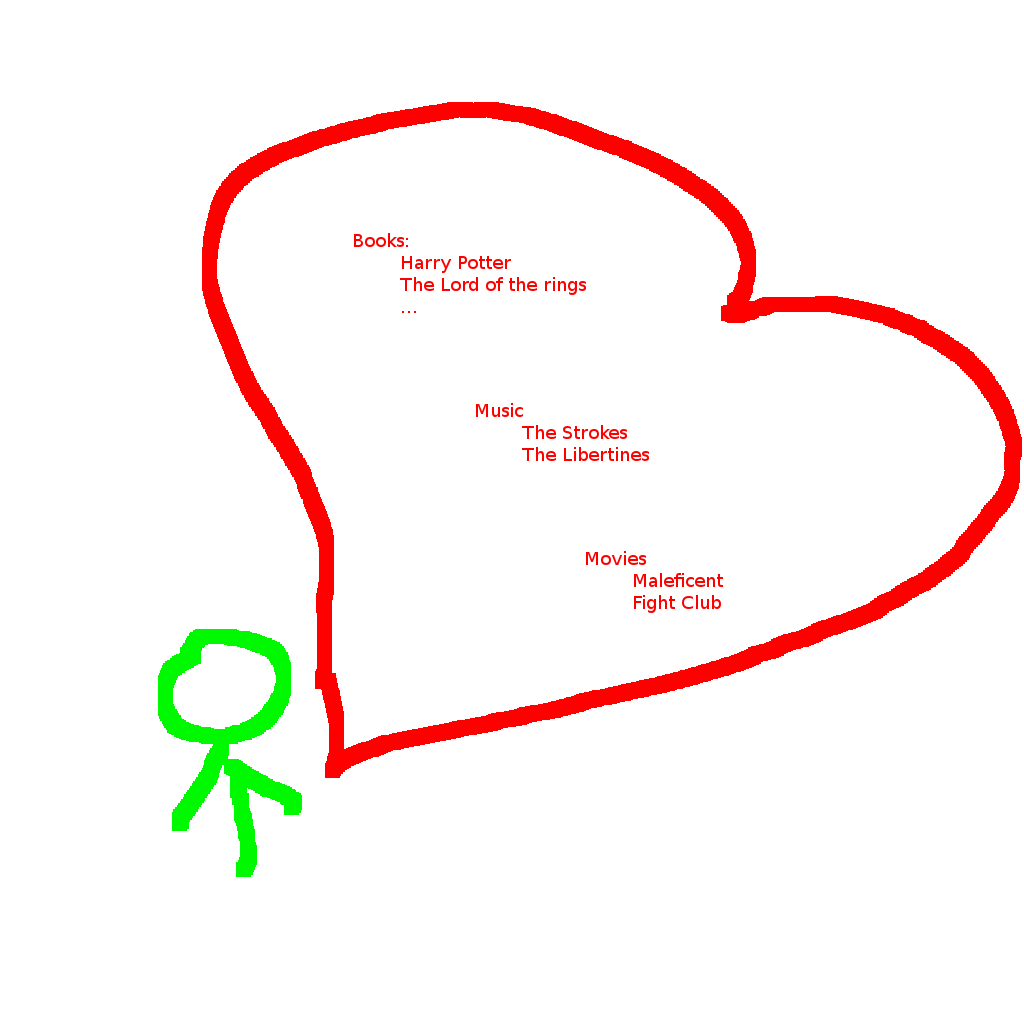 Books:
Harry Potter
The Lord of the rings
...
Music
The Strokes
The Libertines
Movies
Maleficent
Fight Club